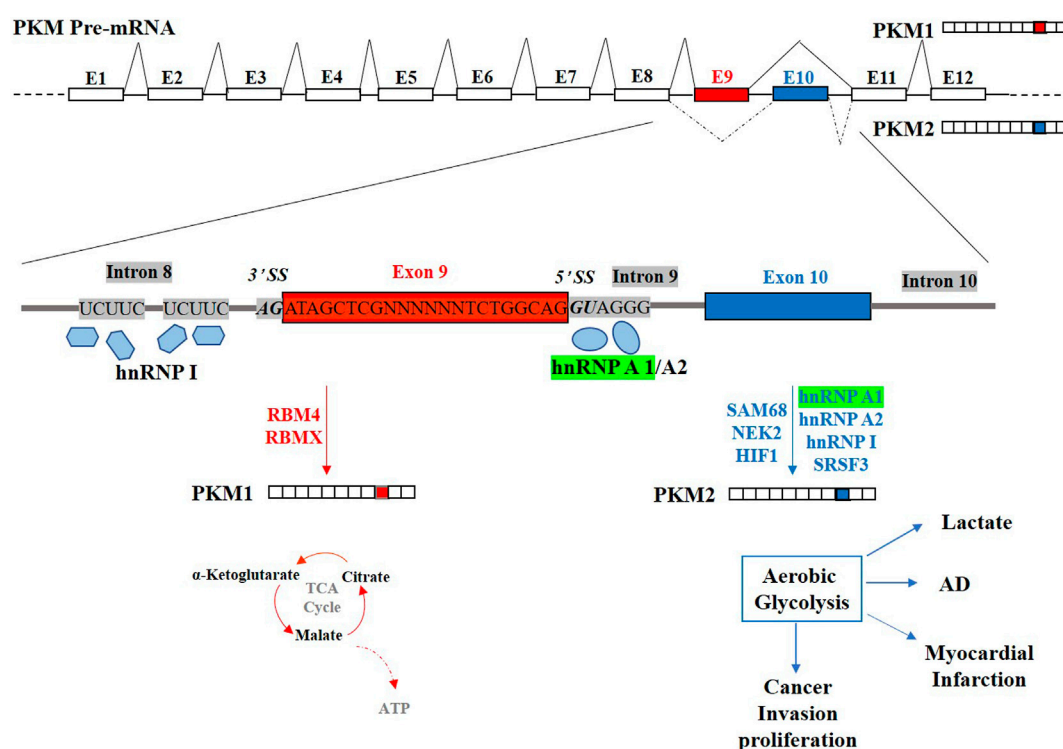 PKM Pre-mRNA
PKM1
E1 E2 E3 E4 E5 E6 E7 E8 E9 E10 E11 E12
PKM2
Intron 8
3'SS
Exon 9
5'SS
Intron 9
Exon 10
Intron 10
UCUUC UCUUC AG ATAGCTCGNNNNNNTCTGGCAG GUAGGG
hnRNP I
hnRNP A 1/A2
RBM4
RBMX
SAM68
NEK2
HIF1
hnRNP A1
hnRNP A2
hnRNP I
SRSF3
PKM1
PKM2
α-Ketoglutarate
Citrate
TCA
Cycle
Malate
ATP
Aerobic
Glycolysis
Lactate
AD
Myocardial
Infarction
Cancer
Invasion
proliferation